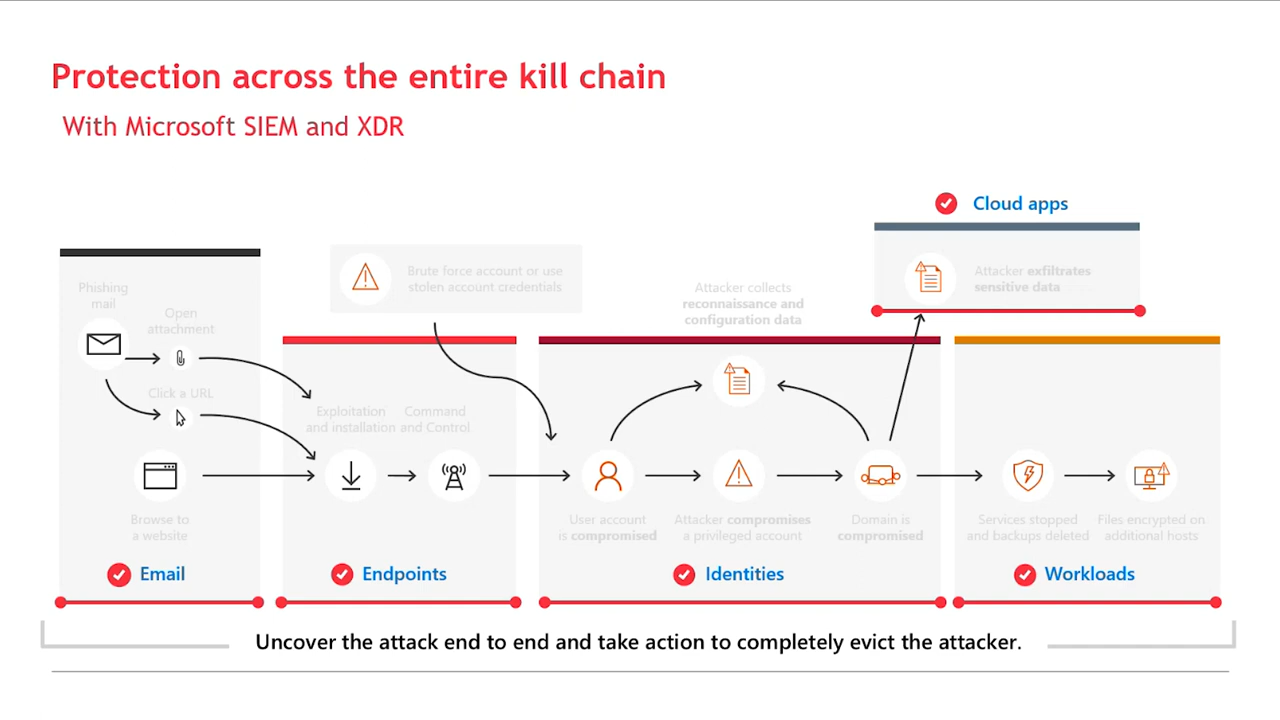 Protection across the entire kill chain
With Microsoft SIEM and XDR
Cloud apps
Attacker exfiltrates
sensitive data
Brute force account or use
stolen account credentials
Attacker collects
reconnaissance and
configuration data
Phishing
mail
Open
attachment
Click a URL
Exploitation
and installation
Command
and Control
Browse to
a website
User account
is compromised
Attacker compromises
a privileged account
Domain is
compromised
Services stopped
and backups deleted
Files encrypted on
additional hosts
Email
Endpoints
Identities
Workloads
Uncover the attack end to end and take action to completely evict the attacker.